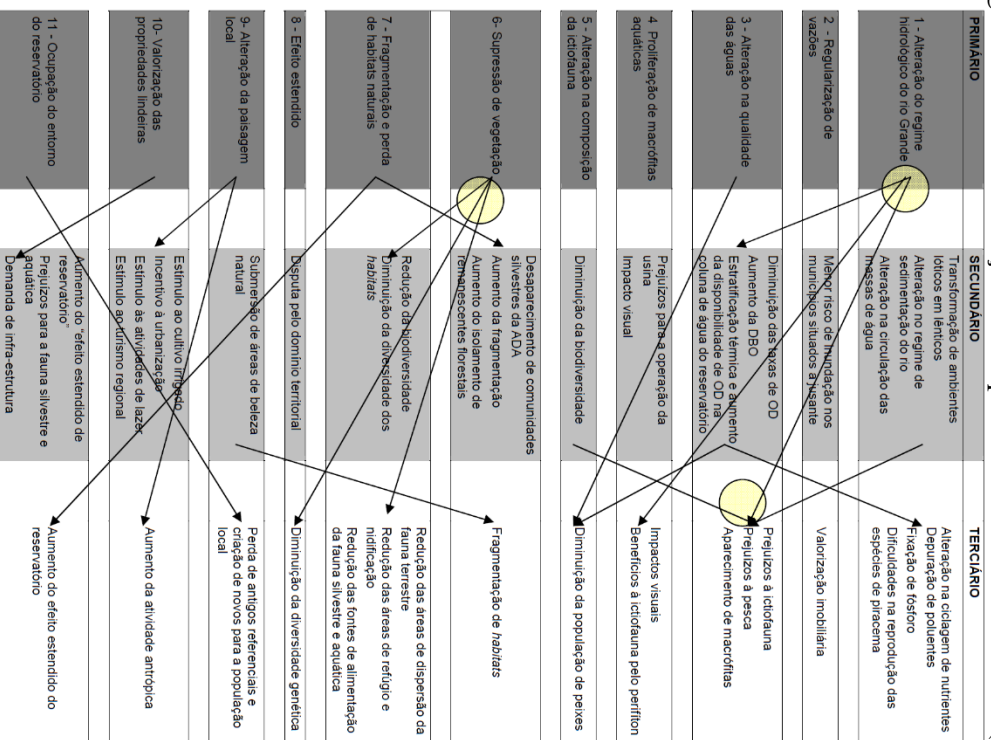 PRIMÁRIO
SECUNDÁRIO
TERCIÁRIO
1 - Alteração do regime
hidrológico do rio Grande
Transformação de ambientes
lóticos em lênticos
Alteração no regime de
sedimentação do rio
Alteração na circulação das
massas de água
Alteração na ciclagem de nutrientes
Depuração de poluentes
Fixação de fósforo
Dificuldades na reprodução das
espécies de piracema
2 - Regularização de
vazões
Menor risco de inundação nos
municípios situados à jusante
Valorização imobiliária
3 - Alteração na qualidade
das águas
Diminuição das taxas de OD
Aumento da DBO
Estratificação térmica e aumento
da disponibilidade de OD na
coluna de água do reservatório
Prejuízos à ictiofauna
Prejuízos à pesca
Aparecimento de macrófitas
4 Proliferação de macrófitas
aquáticas
Prejuízos para a operação da
usina
Impacto visual
Impactos visuais
Benefícios à ictiofauna pelo perifíton
5 - Alteração na composição
da ictiofauna
Diminuição da biodiversidade
Diminuição da população de peixes
6- Supressão de vegetação
Desaparecimento de comunidades
silvestres da ADA
Aumento da fragmentação
Aumento do isolamento de
remanescentes florestais
Fragmentação de habitats
7 - Fragmentação e perda
de habitats naturais
Redução da biodiversidade
Diminuição da diversidade dos
habitats
Redução das áreas de dispersão da
fauna terrestre
Redução das áreas de refúgio e
nidificação
Redução das fontes de alimentação
da fauna silvestre e aquática
8 - Efeito estendido
Disputa pelo domínio territorial
Diminuição da diversidade genética
9- Alteração da paisagem
local
Submersão de áreas de beleza
natural
Perda de antigos referenciais e
criação de novos para a população
local
10- Valorização das
propriedades lindeiras
Estímulo ao cultivo irrigado
Incentivo à urbanização
Estímulo às atividades de lazer
Estímulo ao turismo regional
Aumento da atividade antrópica
11 - Ocupação do entorno
do reservatório
Aumento do "efeito estendido de
reservatório"
Prejuízos para a fauna silvestre e
aquática
Demanda de infra-estrutura
Aumento do efeito estendido do
reservatório